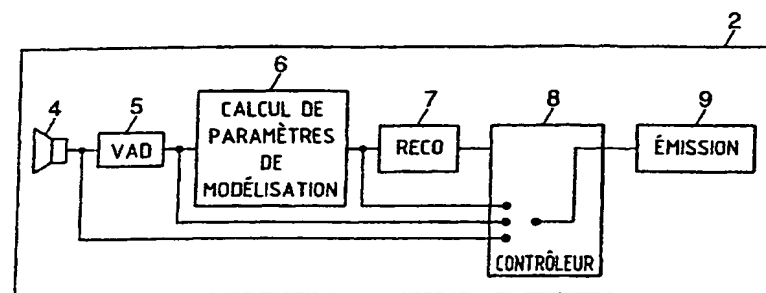 2
4
5
6
7
8
9
VAD
CALCUL DE
PARAMÈTRES
DE
MODÉLISATION
RECO
ÉMISSION
CONTRÔLEUR